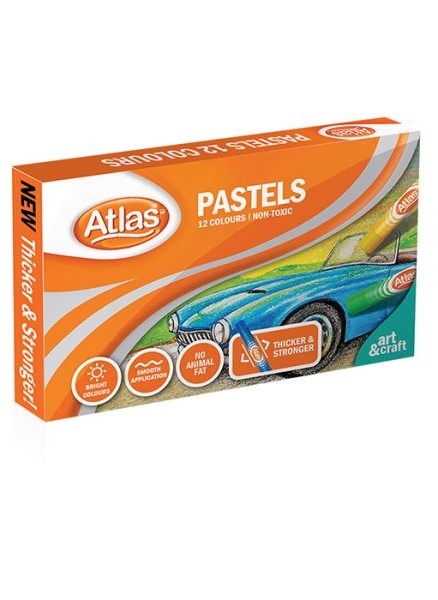 PASTELS 12 COLOURS
NEW Thicker & Stronger!
Atlas
PASTELS
12 COLOURS | NON-TOXIC
Atlas
Atlas
BRIGHT
COLOURS
SMOOTH
APPLICATION
NO
ANIMAL
FAT
THICKER &
STRONGER
art
&craft